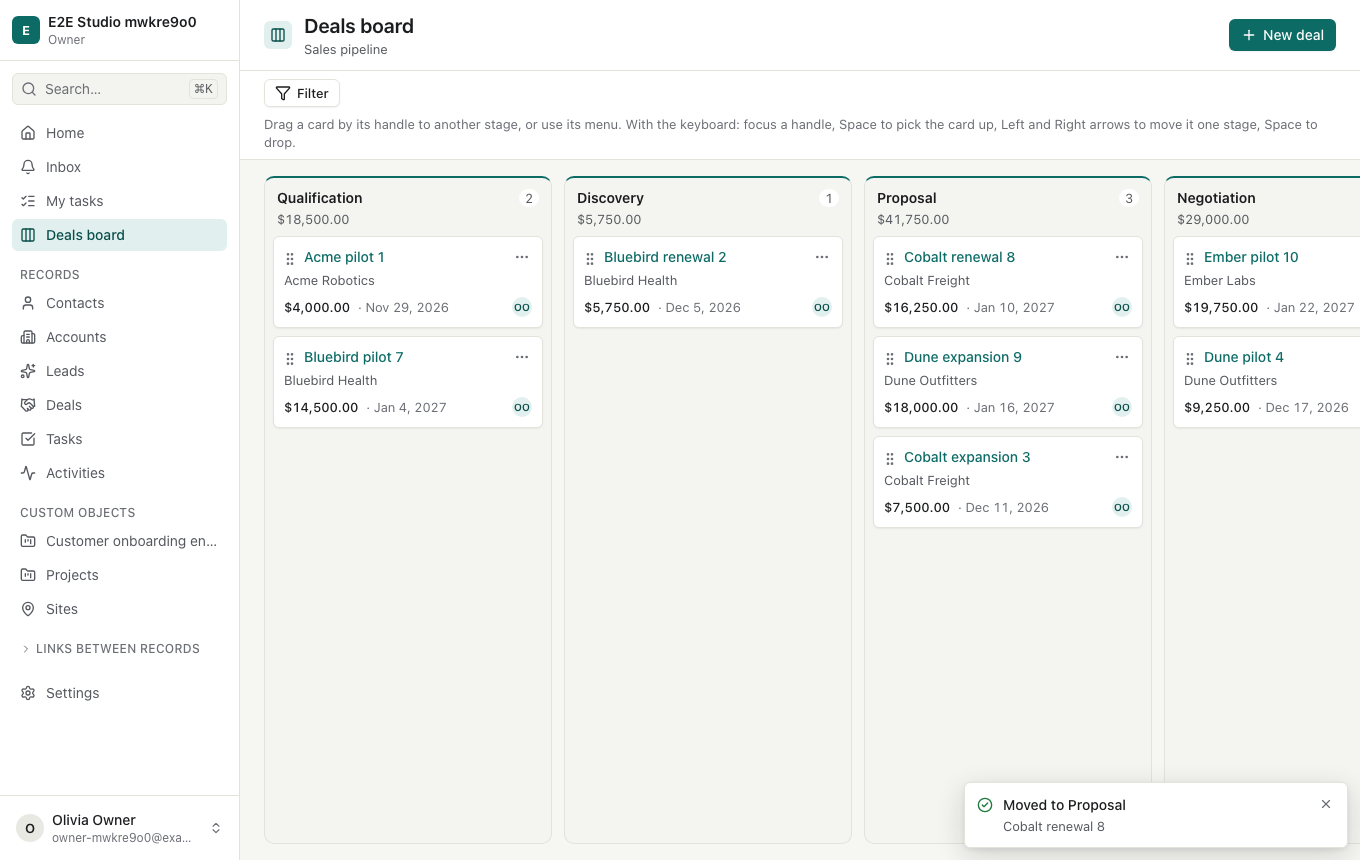 E
E2E Studio mwkre9o0
Owner
Search...
⌘K
Home
Inbox
My tasks
Deals board
RECORDS
Contacts
Accounts
Leads
Deals
Tasks
Activities
CUSTOM OBJECTS
Customer onboarding en...
Projects
Sites
LINKS BETWEEN RECORDS
Settings
O
Olivia Owner
owner-mwkre9o0@exa...
Deals board
Sales pipeline
New deal
Filter
Drag a card by its handle to another stage, or use its menu. With the keyboard: focus a handle, Space to pick the card up, Left and Right arrows to move it one stage, Space to
drop.
Qualification 2
$18,500.00
Acme pilot 1
Acme Robotics
$4,000.00 · Nov 29, 2026 OO
Bluebird pilot 7
Bluebird Health
$14,500.00 · Jan 4, 2027 OO
Discovery 1
$5,750.00
Bluebird renewal 2
Bluebird Health
$5,750.00 · Dec 5, 2026 OO
Proposal 3
$41,750.00
Cobalt renewal 8
Cobalt Freight
$16,250.00 · Jan 10, 2027 OO
Dune expansion 9
Dune Outfitters
$18,000.00 · Jan 16, 2027 OO
Cobalt expansion 3
Cobalt Freight
$7,500.00 · Dec 11, 2026 OO
Negotiation
$29,000.00
Ember pilot 10
Ember Labs
$19,750.00 · Jan 22, 2027
Dune pilot 4
Dune Outfitters
$9,250.00 · Dec 17, 2026
Moved to Proposal
Cobalt renewal 8